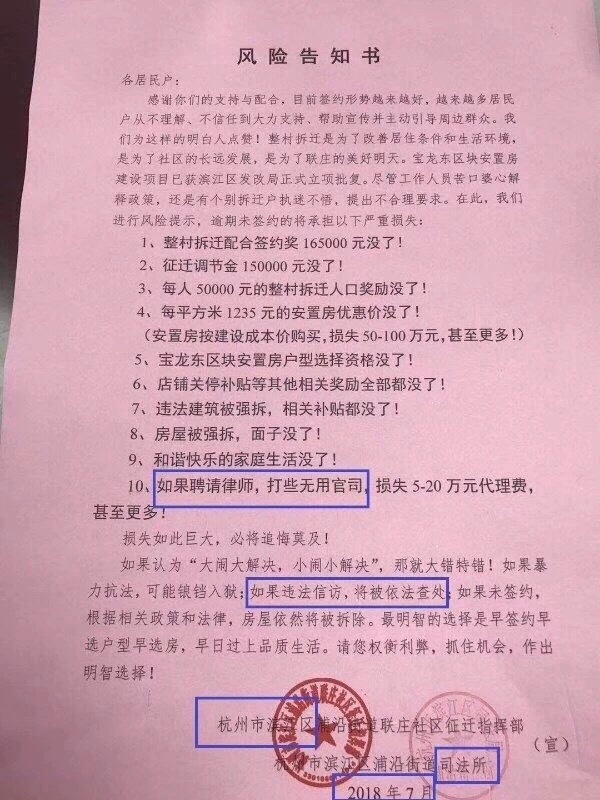 风险告知书
各居民户：
感谢你们的支持与配合，目前签约形势越来越好，越来越多居民
户从不理解、不信任到大力支持、帮助宣传并主动引导周边群众。我
们为这样的明白人点赞！整村拆迁是为了改善居住条件和生活环境，
是为了社区的长远发展，是为了联庄的美好明天。宝龙东区块安置房
建设项目已获滨江区发改局正式立项批复。尽管工作人员苦口婆心解
释政策，还是有个别拆迁户执迷不悟，提出不合理要求。在此，我们
进行风险提示，逾期未签约的将承担以下严重损失：
1、整村拆迁配合签约奖 165000 元没了！
2、征迁调节金 150000 元没了！
3、每人 50000 元的整村拆迁人口奖励没了！
4、每平方米 1235 元的安置房优惠价没了！
（安置房按建设成本价购买，损失 50-100 万元，甚至更多！）
5、宝龙东区块安置房户型选择资格没了！
6、店铺关停补贴等其他相关奖励全部都没了！
7、违法建筑被强拆，相关补贴都没了！
8、房屋被强拆，面子没了！
9、和谐快乐的家庭生活没了！
10、如果聘请律师，打些无用官司，损失 5-20 万元代理费，
甚至更多！
损失如此巨大，必将追悔莫及！
如果认为“大闹大解决，小闹小解决”，那就大错特错！如果暴
力抗法，可能锒铛入狱；如果违法信访，将被依法查处；如果未签约，
根据相关政策和法律，房屋依然将被拆除。最明智的选择是早签约早
选户型早选房，早日过上品质生活。请您权衡利弊，抓住机会，作出
明智选择！
杭州市滨江区浦沿街道联庄社区征迁指挥部
（宣）
杭州市滨江区浦沿街道司法所
2018 年 7 月